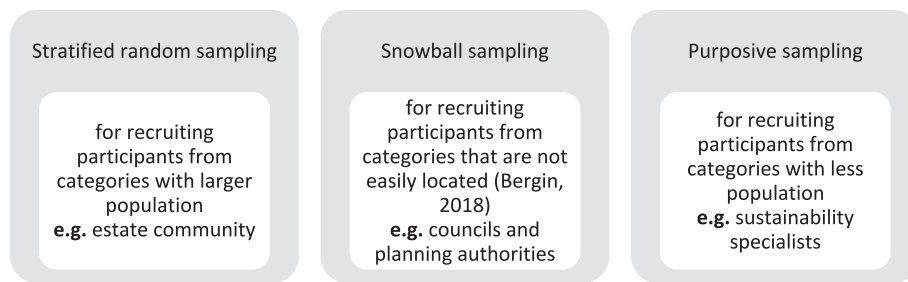 Stratified random sampling
for recruiting
participants from
categories with larger
population
e.g. estate community
Snowball sampling
for recruiting
participants from
categories that are not
easily located (Bergin,
2018)
e.g. councils and
planning authorities
Purposive sampling
for recruiting
participants from
categories with less
population
e.g. sustainability
specialists